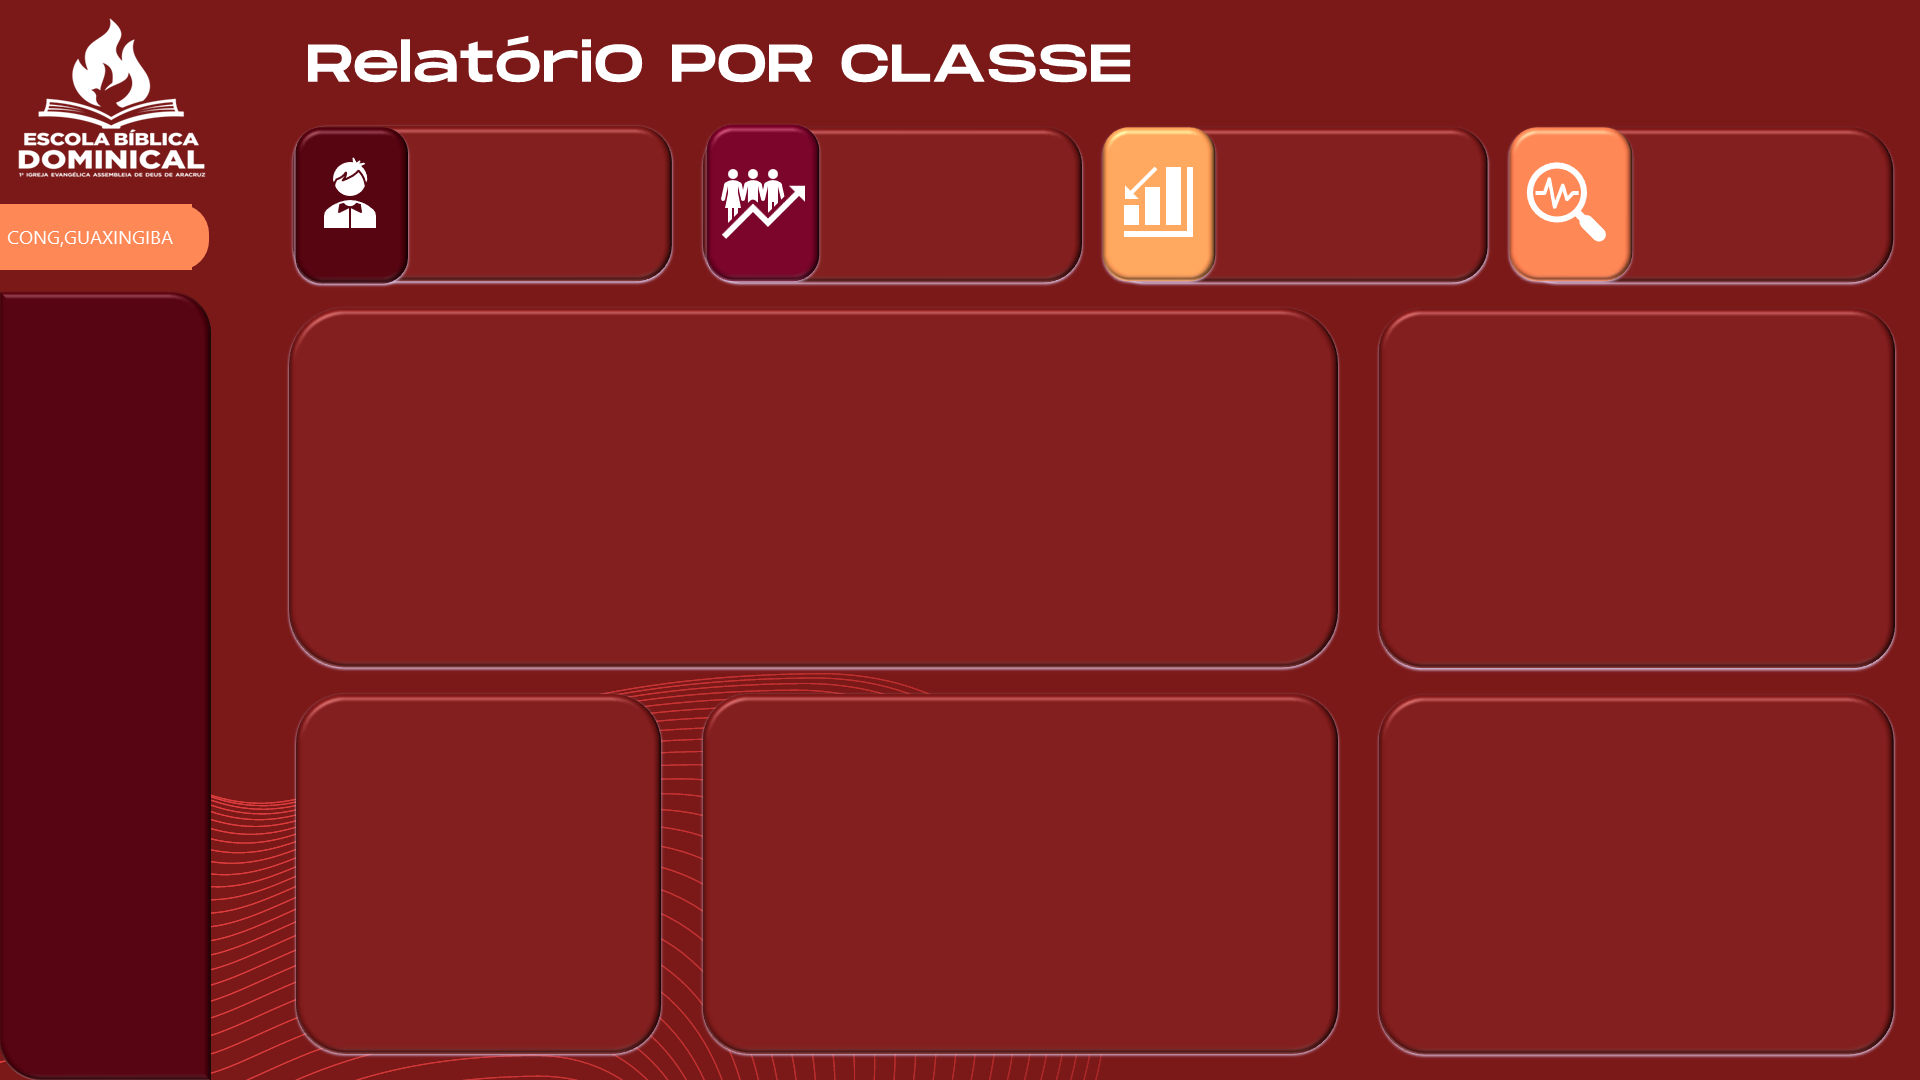 RelatóriO POR CLASSE
ESCOLA BÍBLICA
DOMINICAL
1ª IGREJA EVANGÉLICA ASSEMBLEIA DE DEUS DE ARACRUZ
CONG,GUAXINGIBA